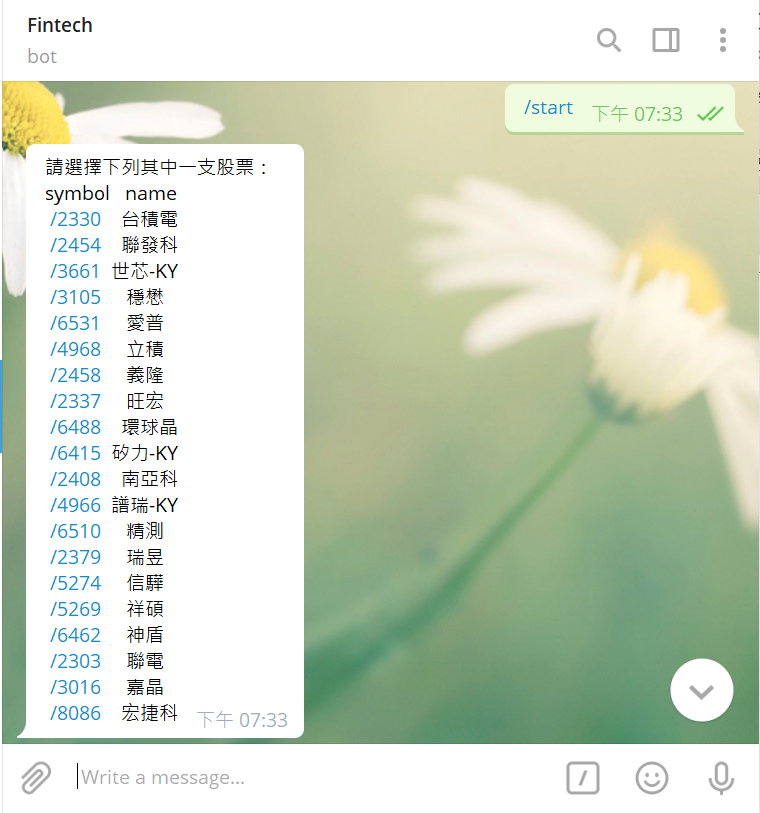 Fintech
bot
/start 下午 07:33
請選擇下列其中一支股票：
symbol name
/2330 台積電
/2454 聯發科
/3661 世芯-KY
/3105 穩懋
/6531 愛普
/4968 立積
/2458 義隆
/2337 旺宏
/6488 環球晶
/6415 矽力-KY
/2408 南亞科
/4966 譜瑞-KY
/6510 精測
/2379 瑞昱
/5274 信驊
/5269 祥碩
/6462 神盾
/2303 聯電
/3016 嘉晶
/8086 宏捷科 下午 07:33
Write a message...